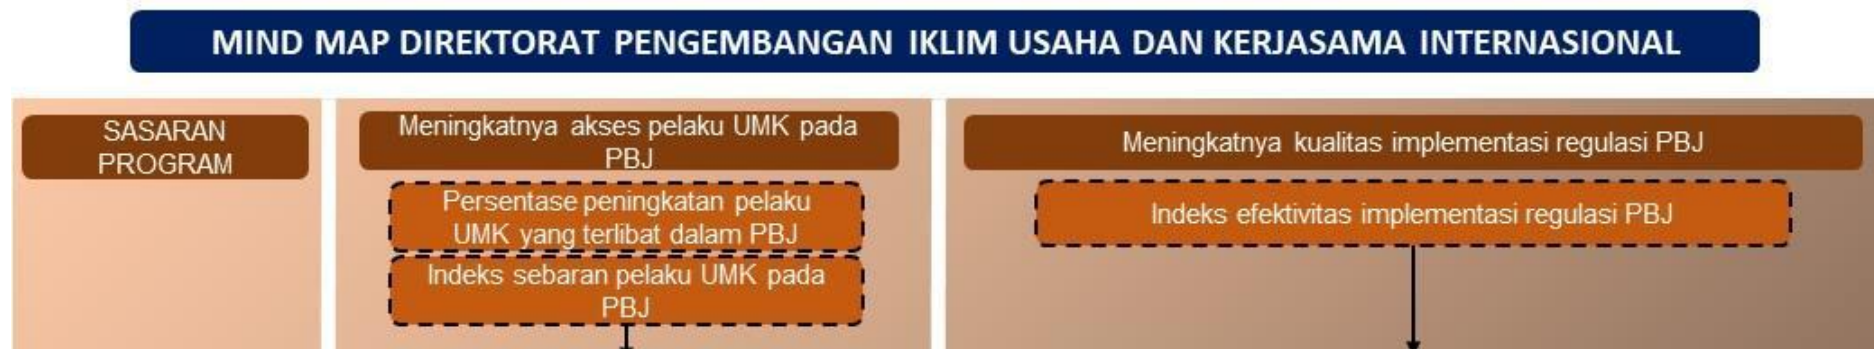 MIND MAP DIREKTORAT PENGEMBANGAN IKLIM USAHA DAN KERJASAMA INTERNASIONAL
SASARAN
PROGRAM
Meningkatnya akses pelaku UMK pada
PBJ
Persentase peningkatan pelaku
UMK yang terlibat dalam PBJ
Indeks sebaran pelaku UMK pada
PBJ
Meningkatnya kualitas implementasi regulasi PBJ
Indeks efektivitas implementasi regulasi PBJ